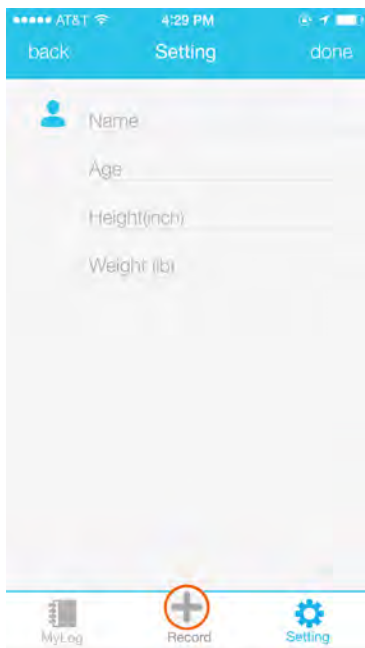 AT&T 4:29 PM
back Setting done
Name
Age
Height(inch)
Weight (lb)
MyLog Record Setting